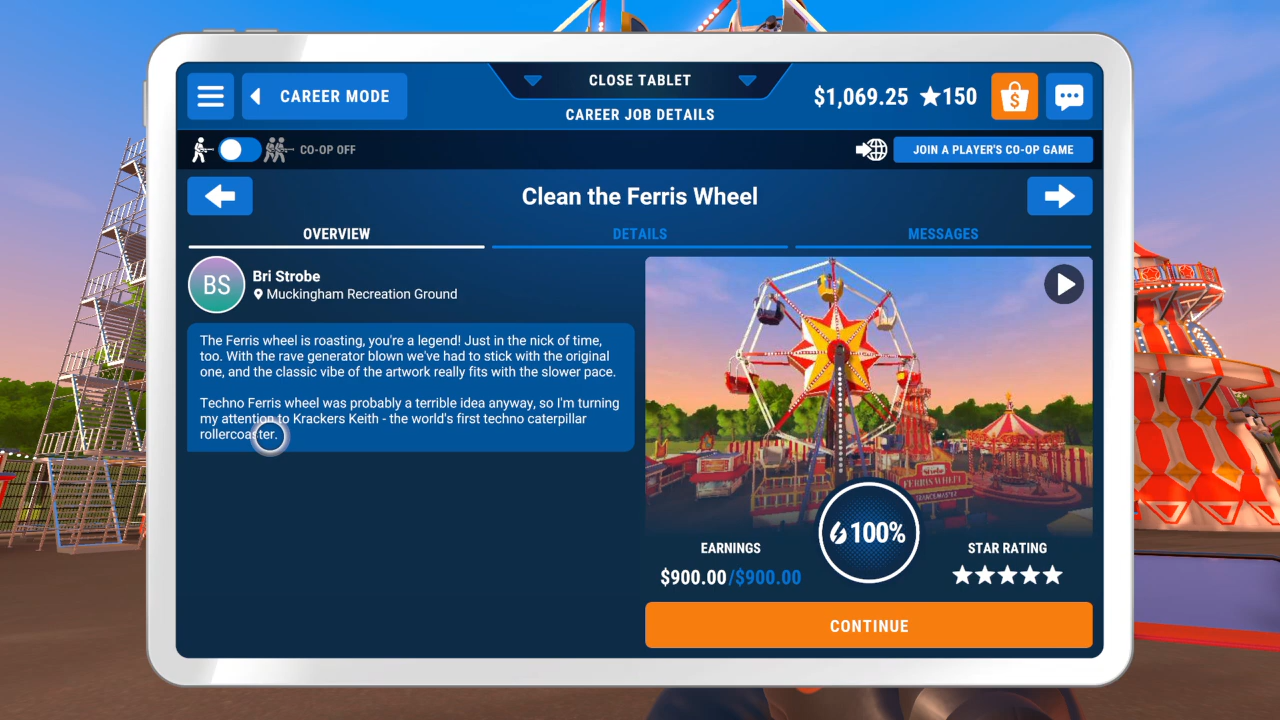 CLOSE TABLET
CAREER MODE
$1,069.25 ★150
CAREER JOB DETAILS
CO-OP OFF
JOIN A PLAYER'S CO-OP GAME
Clean the Ferris Wheel
OVERVIEW
DETAILS
MESSAGES
BS
Bri Strobe
Muckingham Recreation Ground
The Ferris wheel is roasting, you're a legend! Just in the nick of time,
too. With the rave generator blown we've had to stick with the original
one, and the classic vibe of the artwork really fits with the slower pace.
Techno Ferris wheel was probably a terrible idea anyway, so I'm turning
my attention to Krackers Keith - the world's first techno caterpillar
rollercoaster.
Strobe
FERRIS WHEEL
EARNINGS
100%
STAR RATING
$900.00/$900.00
★★★★★
CONTINUE